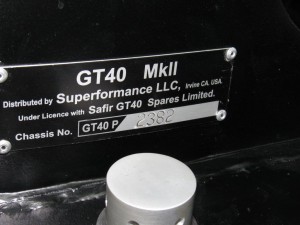 GT40 MkII
Distributed by Superformance LLC, Irvine CA. USA.
Under Licence with Safir GT40 Spares Limited.
Chassis No. GT40 P 2382